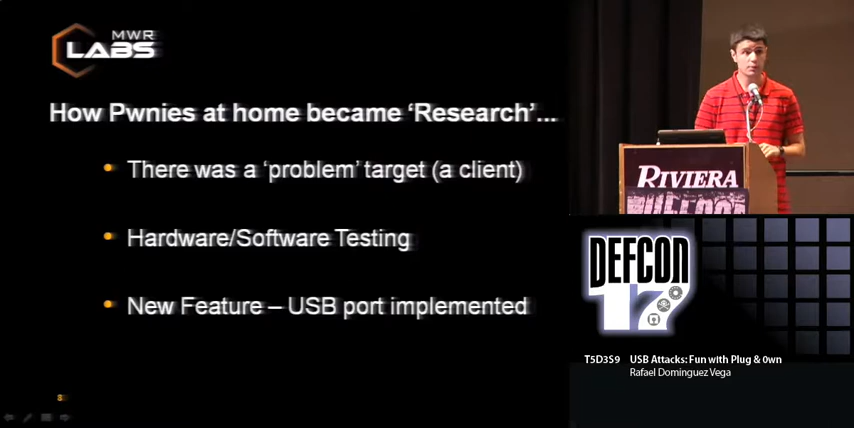 MWR
LABS
How Pwnies at home became ‘Research’...
There was a ‘problem’ target (a client)
Hardware/Software Testing
New Feature – USB port implemented
8
RIVIERA
DEFCON
17
T5D3S9 USB Attacks: Fun with Plug & 0wn
Rafael Dominguez Vega